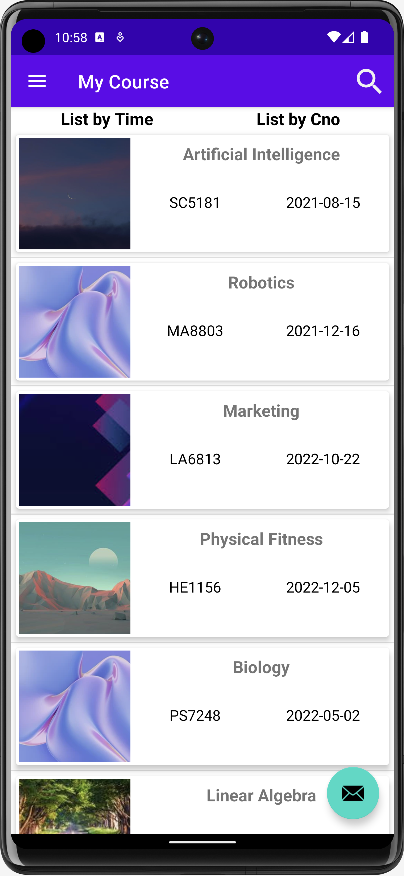 10:58
My Course
List by Time List by Cno
Artificial Intelligence
SC5181 2021-08-15
Robotics
MA8803 2021-12-16
Marketing
LA6813 2022-10-22
Physical Fitness
HE1156 2022-12-05
Biology
PS7248 2022-05-02
Linear Algebra